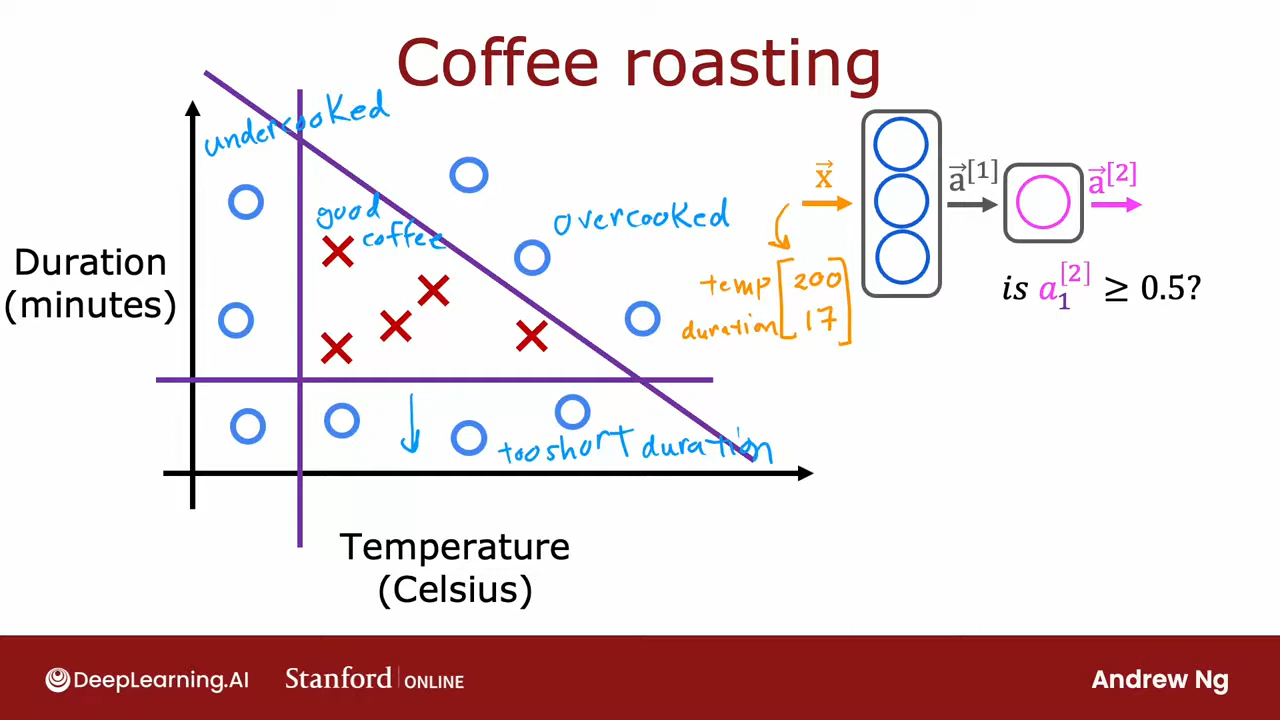 Coffee roasting
undercooked
good
coffee
overcooked
too short duration
Duration
(minutes)
Temperature
(Celsius)
x⃗
temp [200
duration 17]
a⃗[1]
a⃗[2]
is a₁[2] ≥ 0.5?
DeepLearning.AI
Stanford | ONLINE
Andrew Ng